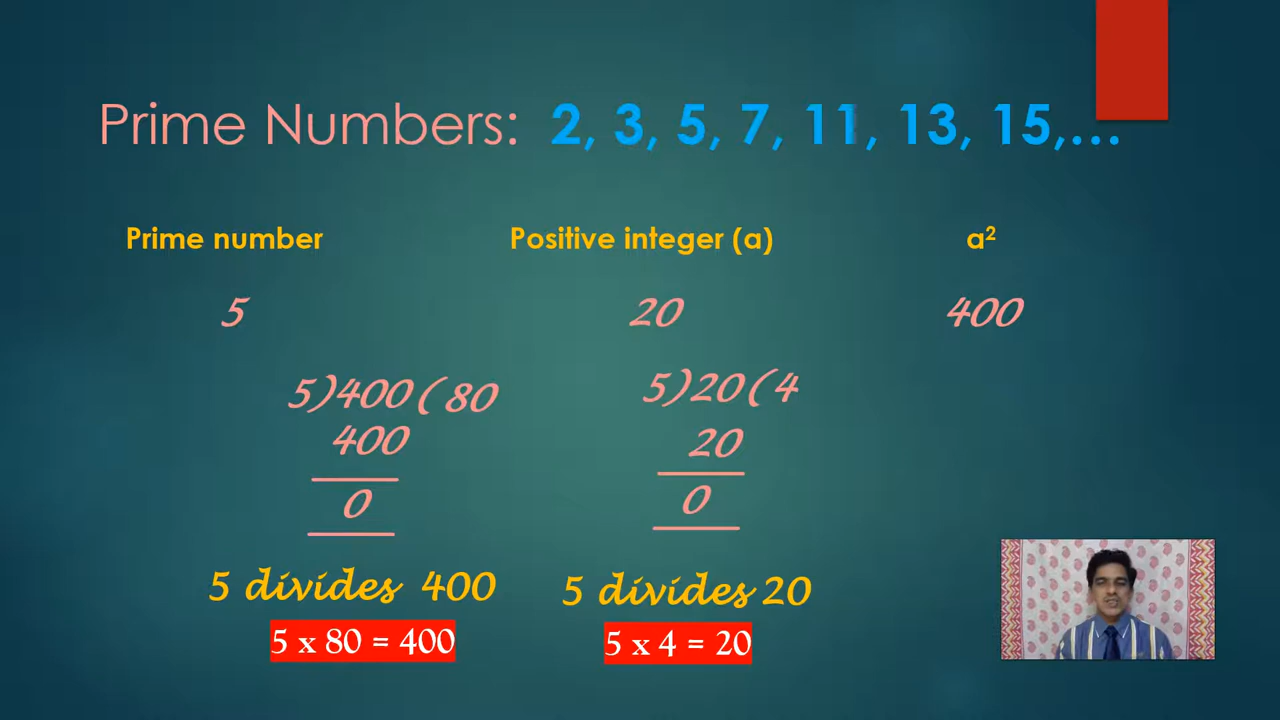 Prime Numbers: 2, 3, 5, 7, 11, 13, 15,...
Prime number Positive integer (a) a²
5 20 400
5)400(80
400
0
5 divides 400
5 x 80 = 400
5)20(4
20
0
5 divides 20
5 x 4 = 20